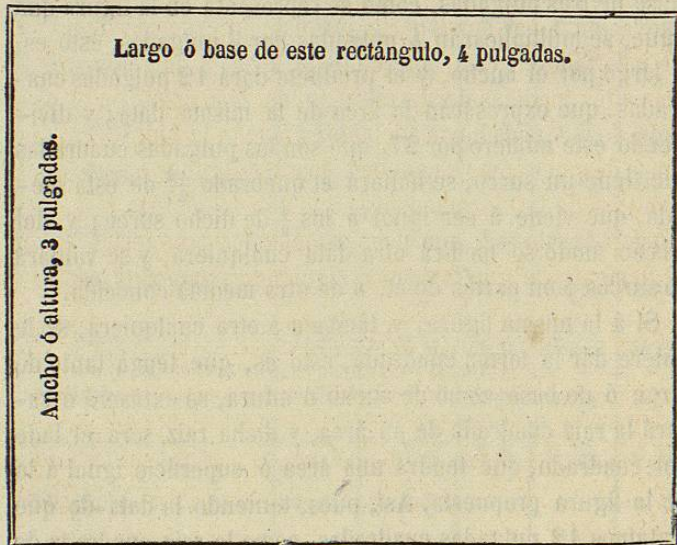 Largo ó base de este rectángulo, 4 pulgadas.
Ancho ó altura, 3 pulgadas.